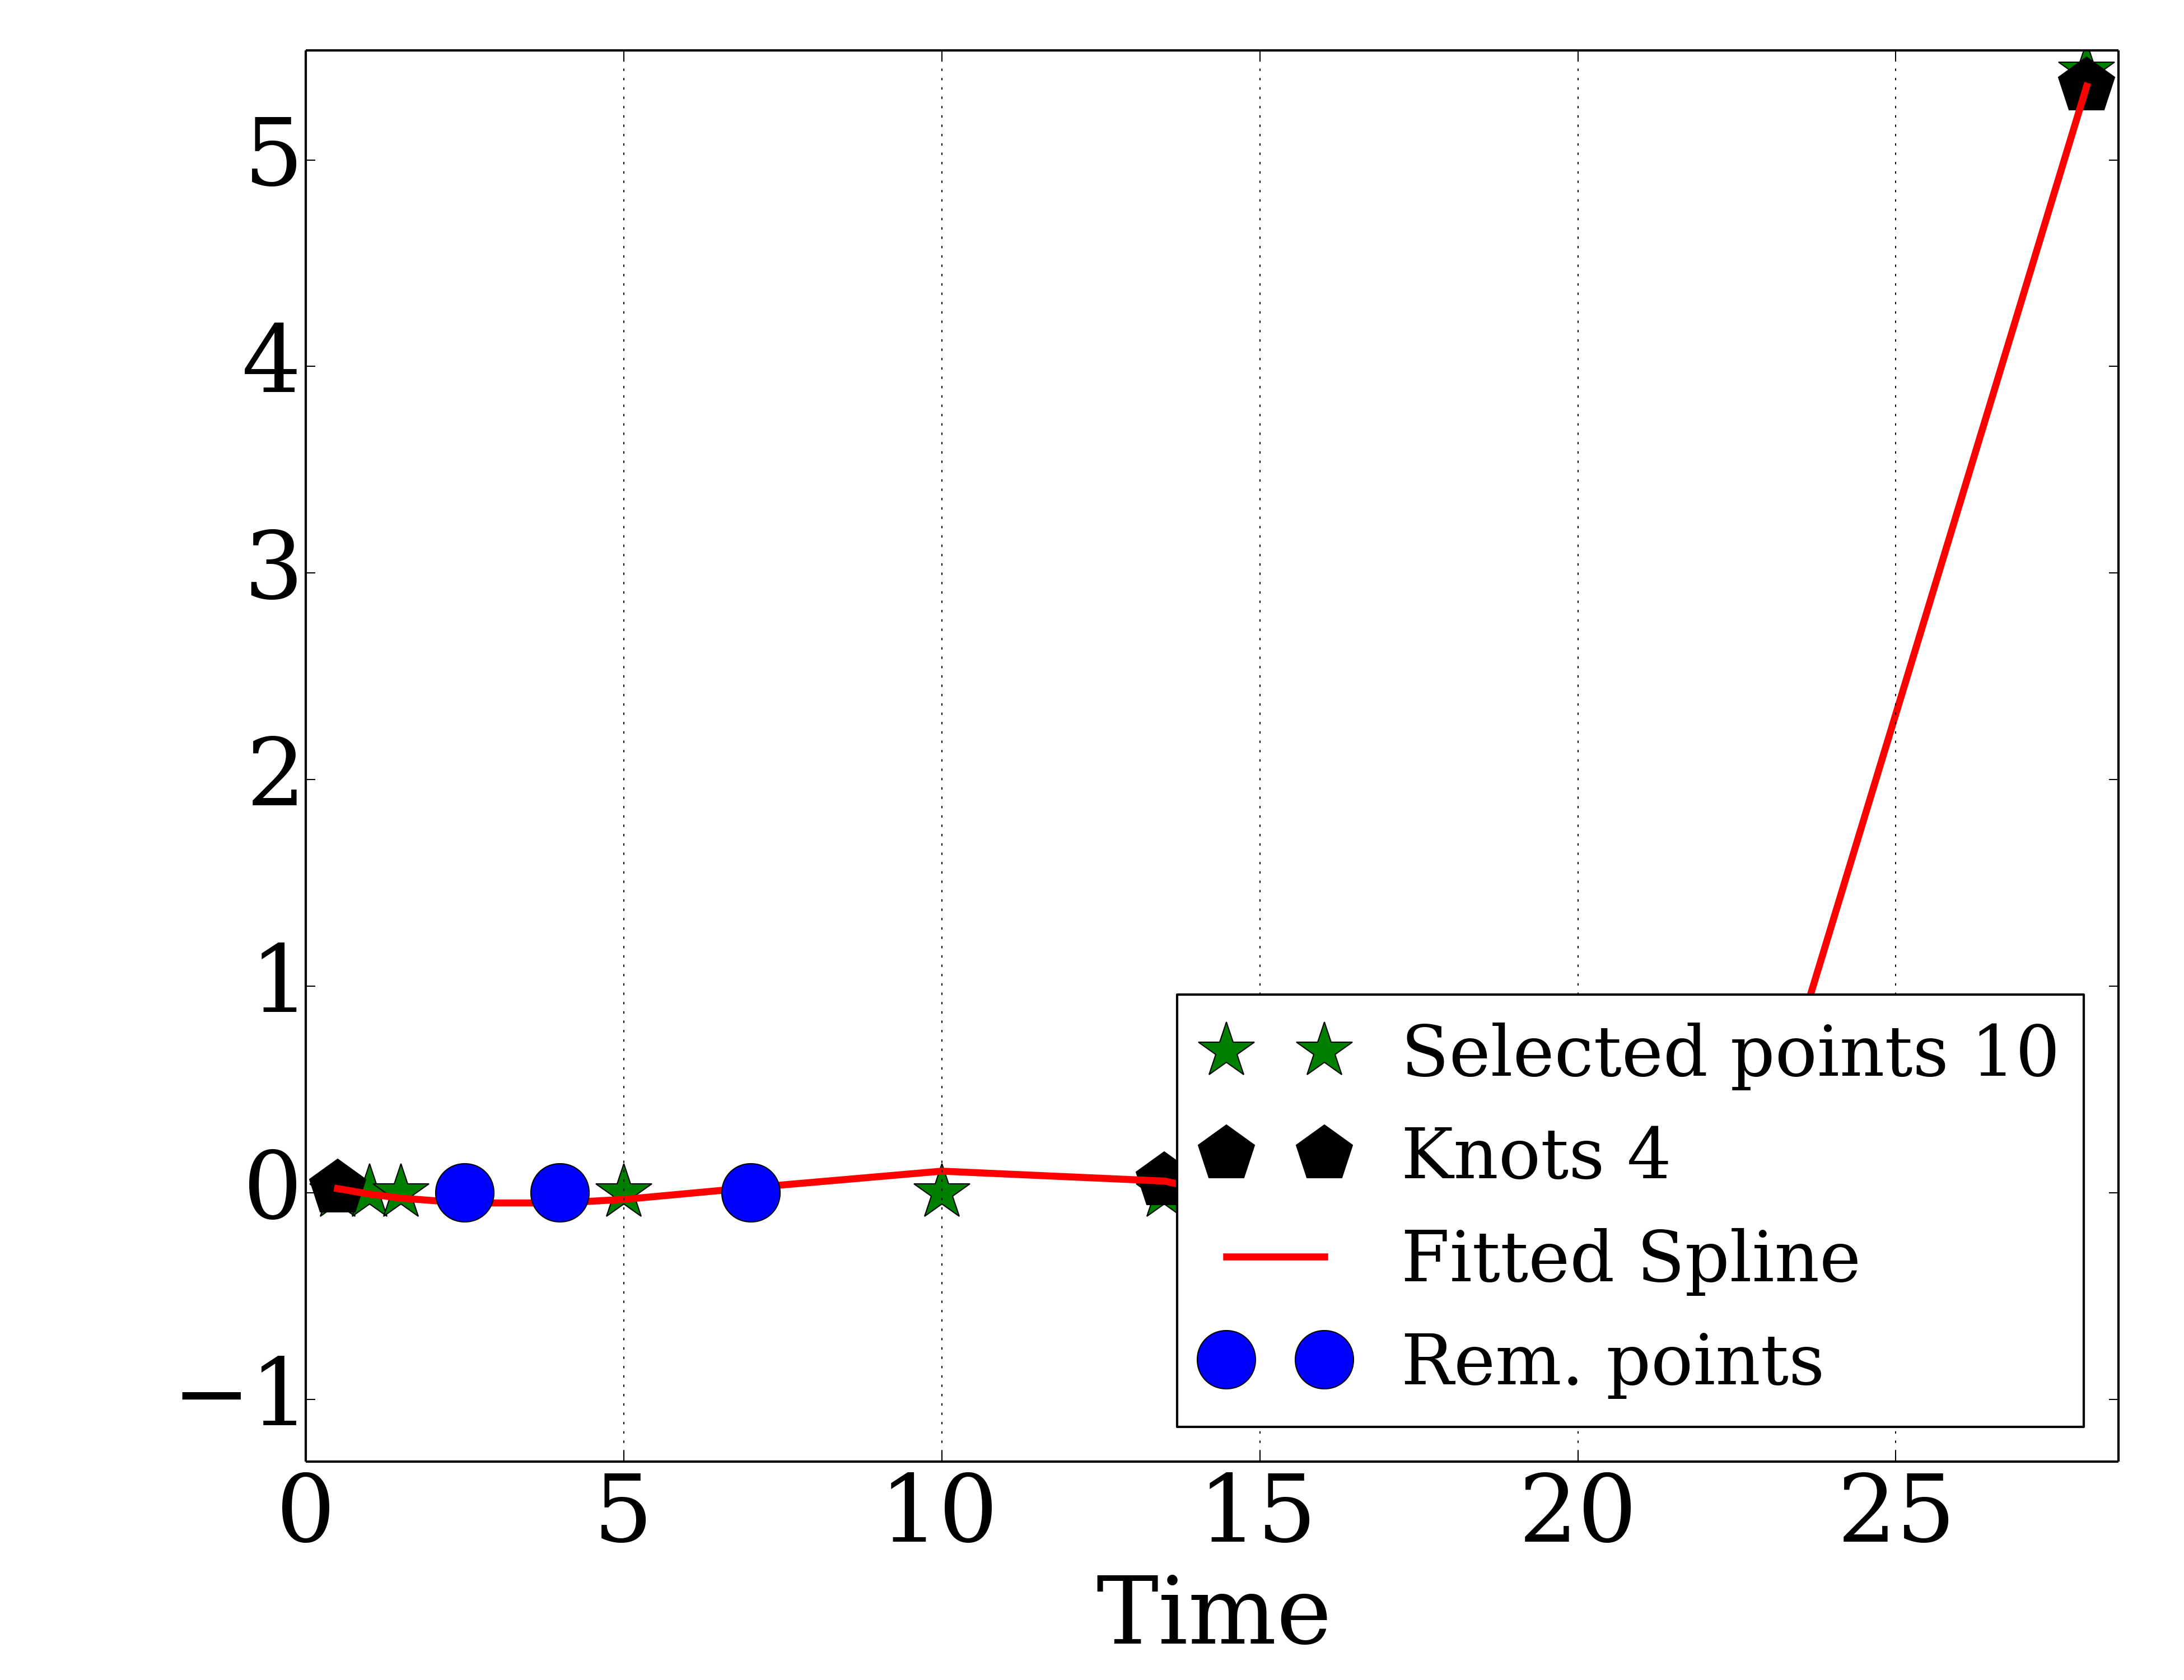 5
4
3
2
1
0
−1
Selected points 10
Knots 4
Fitted Spline
Rem. points
0 5 10 15 20 25
Time